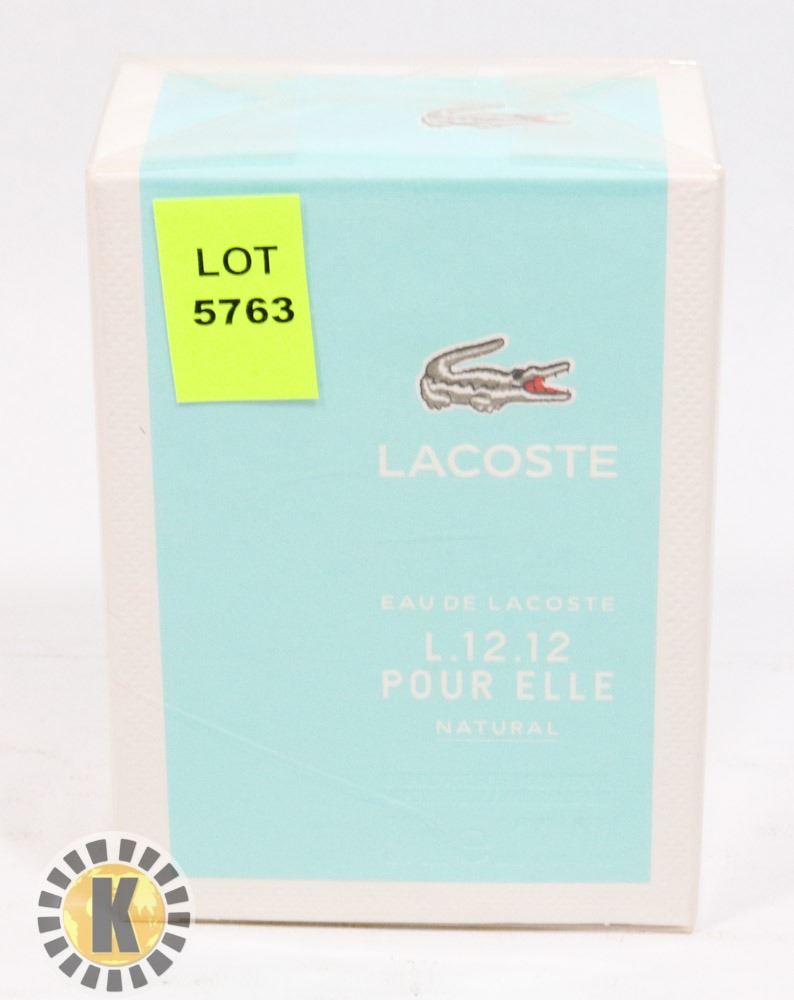 LOT
5763
LACOSTE
EAU DE LACOSTE
L.12.12
POUR ELLE
NATURAL
K